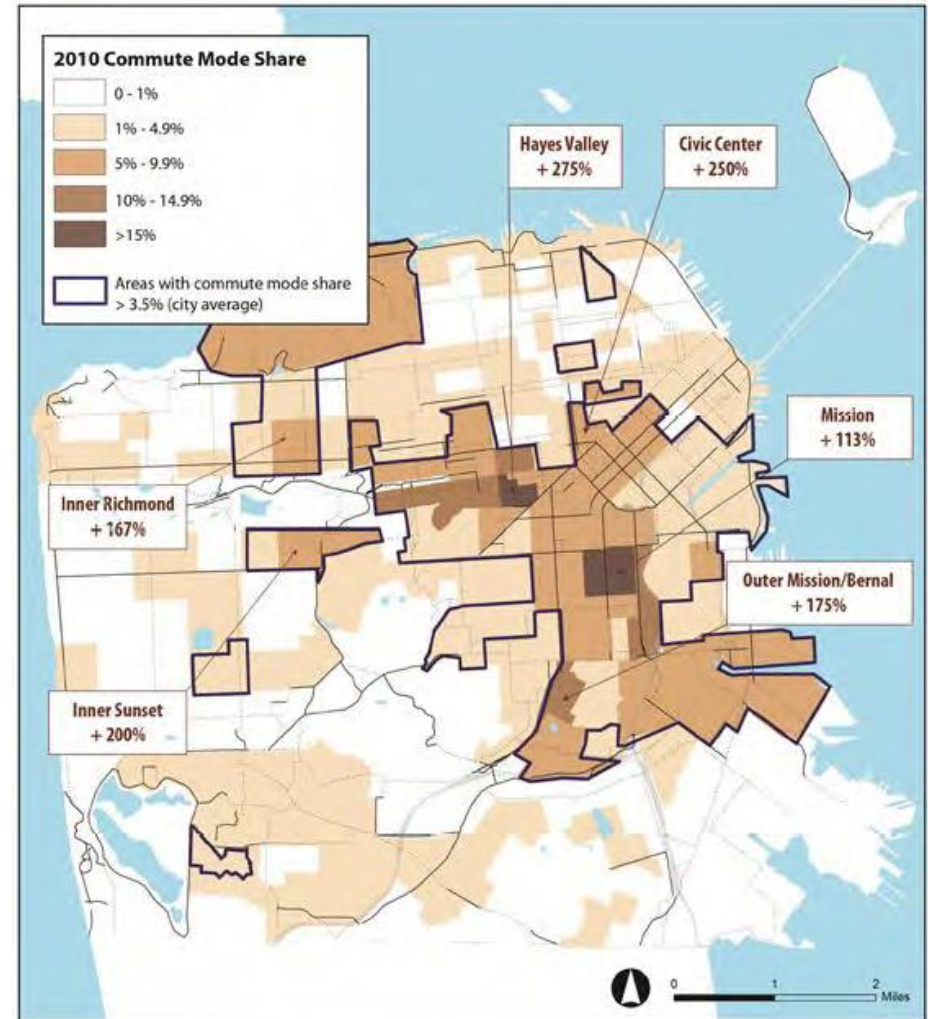 2010 Commute Mode Share
0 - 1%
1% - 4.9%
5% - 9.9%
10% - 14.9%
>15%
Areas with commute mode share
> 3.5% (city average)
Hayes Valley
+ 275%
Civic Center
+ 250%
Mission
+ 113%
Inner Richmond
+ 167%
Outer Mission/Bernal
+ 175%
Inner Sunset
+ 200%
0 1 2
Miles